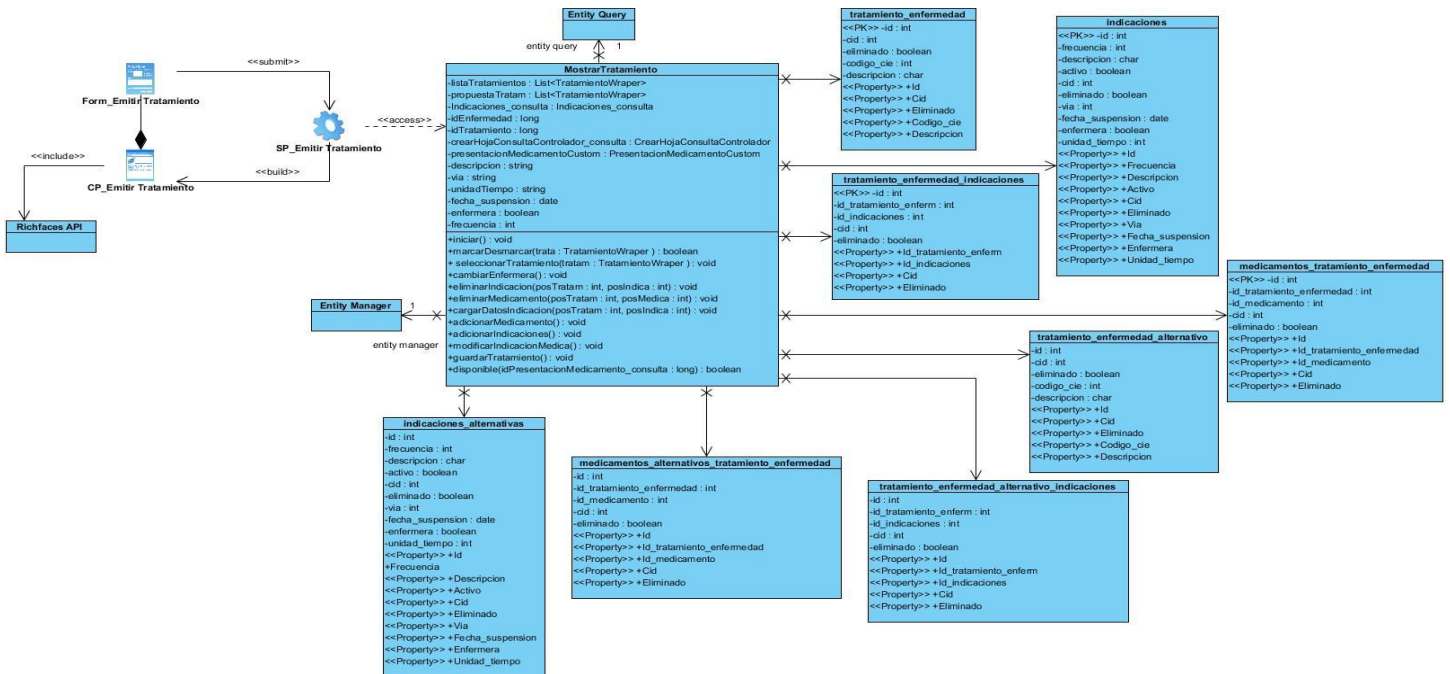 <<submit>>
Form_Emitir Tratamiento
<<include>>
CP_Emitir Tratamiento
<<build>>
SP_Emitir Tratamiento
<<access>>
Richfaces API
Entity Query
entity query
1
MostrarTratamiento
-listaTratamientos : List<TratamientoWraper>
-propuestaTratam : List<TratamientoWraper>
-Indicaciones_consulta : Indicaciones_consulta
-idEnfermedad : long
-idTratamiento : long
-crearHojaConsultaControlador_consulta : CrearHojaConsultaControlador
-presentacionMedicamentoCustom : PresentacionMedicamentoCustom
-descripcion : string
-via : string
-unidadTiempo : string
-fecha_suspension : date
-enfermera : boolean
-frecuencia : int
+iniciar() : void
+marcarDesmarcar(trata : TratamientoWraper ) : boolean
+ seleccionarTratamiento(tratam : TratamientoWraper ) : void
+cambiarEnfermera() : void
+eliminarIndicacion(posTratam : int, posIndica : int) : void
+eliminarMedicamento(posTratam : int, posMedica : int) : void
+cargarDatosIndicacion(posTratam : int, posIndica : int) : void
+adicionarMedicamento() : void
+adicionarIndicaciones() : void
+modificarIndicacionMedica() : void
+guardarTratamiento() : void
+disponible(idPresentacionMedicamento_consulta : long) : boolean
Entity Manager
1
entity manager
tratamiento_enfermedad
<<PK>> -id : int
-cid : int
-eliminado : boolean
-codigo_cie : int
-descripcion : char
<<Property>> +Id
<<Property>> +Cid
<<Property>> +Eliminado
<<Property>> +Codigo_cie
<<Property>> +Descripcion
indicaciones
<<PK>> -id : int
-frecuencia : int
-descripcion : char
-activo : boolean
-cid : int
-eliminado : boolean
-via : int
-fecha_suspension : date
-enfermera : boolean
-unidad_tiempo : int
<<Property>> +Id
<<Property>> +Frecuencia
<<Property>> +Descripcion
<<Property>> +Activo
<<Property>> +Cid
<<Property>> +Eliminado
<<Property>> +Via
<<Property>> +Fecha_suspension
<<Property>> +Enfermera
<<Property>> +Unidad_tiempo
tratamiento_enfermedad_indicaciones
<<PK>> -id : int
-id_tratamiento_enferm : int
-id_indicaciones : int
-cid : int
-eliminado : boolean
<<Property>> +Id_tratamiento_enferm
<<Property>> +Id_indicaciones
<<Property>> +Cid
<<Property>> +Eliminado
medicamentos_tratamiento_enfermedad
<<PK>> -id : int
-id_tratamiento_enfermedad : int
-id_medicamento : int
-cid : int
-eliminado : boolean
<<Property>> +Id
<<Property>> +Id_tratamiento_enfermedad
<<Property>> +Id_medicamento
<<Property>> +Cid
<<Property>> +Eliminado
tratamiento_enfermedad_alternativo
-id : int
-cid : int
-eliminado : boolean
-codigo_cie : int
-descripcion : char
<<Property>> +Id
<<Property>> +Cid
<<Property>> +Eliminado
<<Property>> +Codigo_cie
<<Property>> +Descripcion
indicaciones_alternativas
-id : int
-frecuencia : int
-descripcion : char
-activo : boolean
-cid : int
-eliminado : boolean
-via : int
-fecha_suspension : date
-enfermera : boolean
-unidad_tiempo : int
<<Property>> +Id
+Frecuencia
<<Property>> +Descripcion
<<Property>> +Activo
<<Property>> +Cid
<<Property>> +Eliminado
<<Property>> +Via
<<Property>> +Fecha_suspension
<<Property>> +Enfermera
<<Property>> +Unidad_tiempo
medicamentos_alternativos_tratamiento_enfermedad
-id : int
-id_tratamiento_enfermedad : int
-id_medicamento : int
-cid : int
-eliminado : boolean
<<Property>> +Id
<<Property>> +Id_tratamiento_enfermedad
<<Property>> +Id_medicamento
<<Property>> +Cid
<<Property>> +Eliminado
tratamiento_enfermedad_alternativo_indicaciones
-id : int
-id_tratamiento_enferm : int
-id_indicaciones : int
-cid : int
-eliminado : boolean
<<Property>> +Id
<<Property>> +Id_tratamiento_enferm
<<Property>> +Id_indicaciones
<<Property>> +Cid
<<Property>> +Eliminado